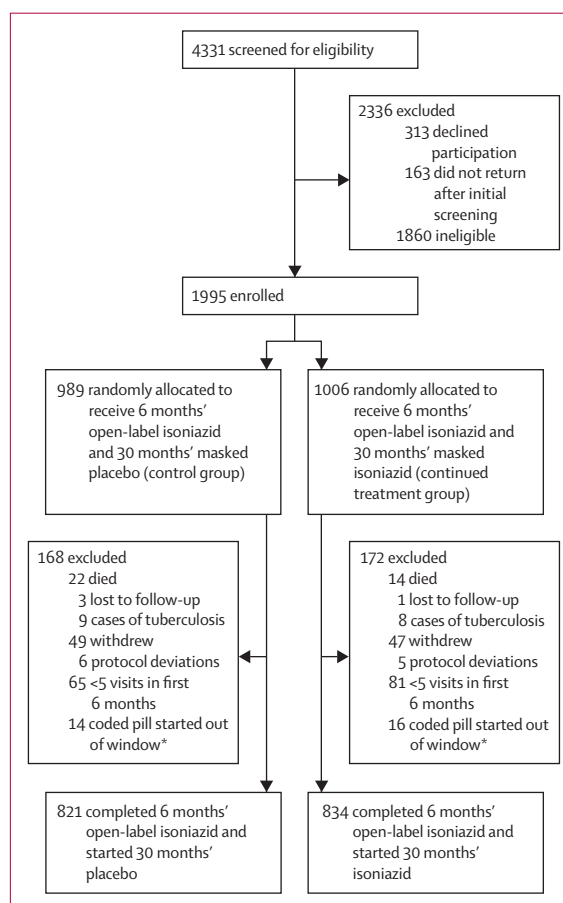 4331 screened for eligibility
2336 excluded
313 declined
participation
163 did not return
after initial
screening
1860 ineligible
1995 enrolled
989 randomly allocated to
receive 6 months’
open-label isoniazid
and 30 months’ masked
placebo (control group)
1006 randomly allocated to
receive 6 months’
open-label isoniazid and
30 months’ masked
isoniazid (continued
treatment group)
168 excluded
22 died
3 lost to follow-up
9 cases of tuberculosis
49 withdrew
6 protocol deviations
65 <5 visits in first
6 months
14 coded pill started out
of window*
172 excluded
14 died
1 lost to follow-up
8 cases of tuberculosis
47 withdrew
5 protocol deviations
81 <5 visits in first
6 months
16 coded pill started out
of window*
821 completed 6 months’
open-label isoniazid and
started 30 months’
placebo
834 completed 6 months’
open-label isoniazid and
started 30 months’
isoniazid